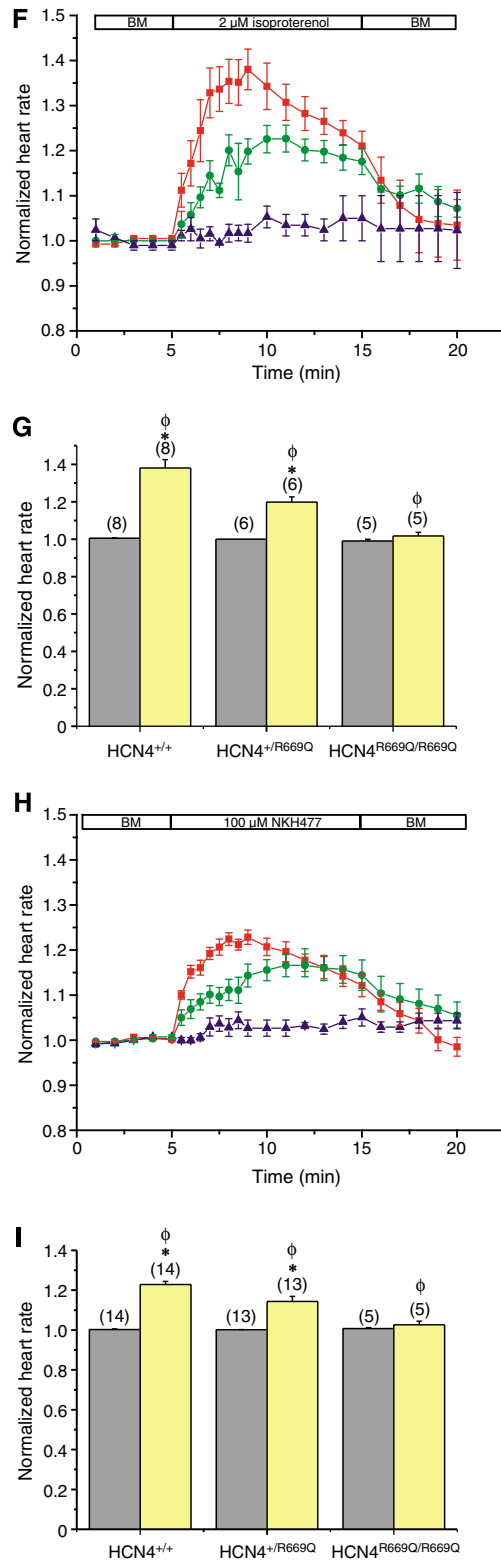 F
BM 2 µM isoproterenol BM
1.5
1.4
1.3
1.2
1.1
1.0
0.9
0.8
Normalized heart rate
0 5 10 15 20
Time (min)
G
ϕ
*
(8)
ϕ
*
(6)
ϕ
(5)
(8) (6) (5)
1.4
1.2
1.0
0.8
0.6
0.4
0.2
0
Normalized heart rate
HCN4+/+ HCN4+/R669Q HCN4R669Q/R669Q
H
BM 100 µM NKH477 BM
1.5
1.4
1.3
1.2
1.1
1.0
0.9
0.8
Normalized heart rate
0 5 10 15 20
Time (min)
I
ϕ
*
(14)
ϕ
*
(13)
ϕ
(5)
(14) (13) (5)
1.4
1.2
1.0
0.8
0.6
0.4
0.2
0
Normalized heart rate
HCN4+/+ HCN4+/R669Q HCN4R669Q/R669Q